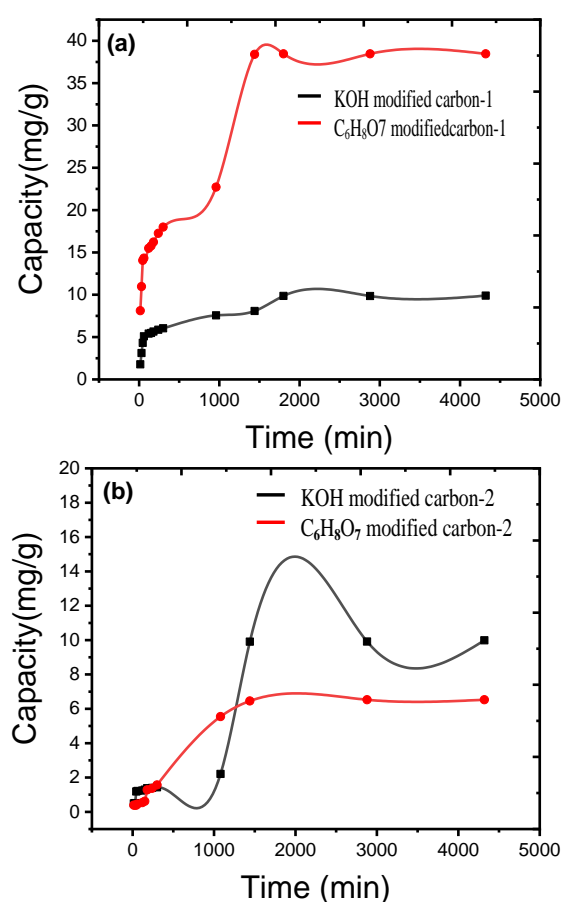 (a)
KOH modified carbon-1
C₆H₈O7 modifiedcarbon-1
Capacity(mg/g)
40
35
30
25
20
15
10
5
0
0 1000 2000 3000 4000 5000
Time (min)
(b)
KOH modified carbon-2
C₆H₈O₇ modified carbon-2
Capacity(mg/g)
20
18
16
14
12
10
8
6
4
2
0
0 1000 2000 3000 4000 5000
Time (min)